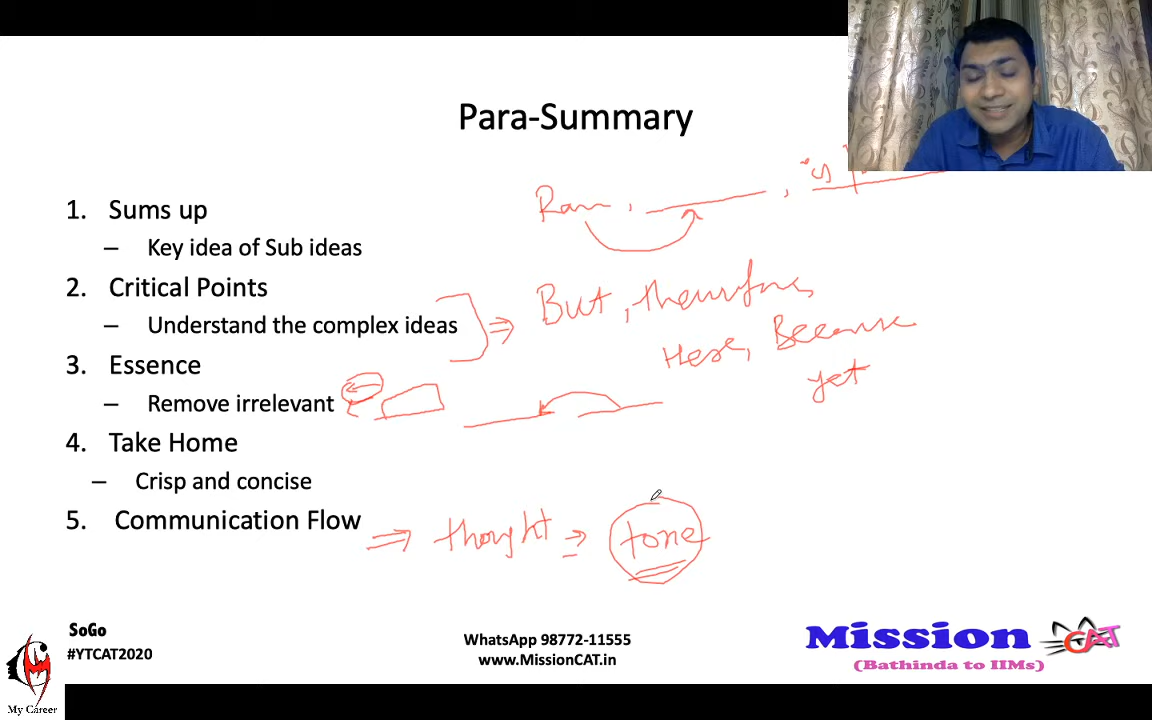 Para-Summary
1. Sums up
– Key idea of Sub ideas
2. Critical Points
– Understand the complex ideas
3. Essence
– Remove irrelevant
4. Take Home
– Crisp and concise
5. Communication Flow
Ram, ,
But, therefore,
Here, Because
yet
⇒ thought ⇒ tone
SoGo
#YTCAT2020
WhatsApp 98772-11555
www.MissionCAT.in
Mission CAT
(Bathinda to IIMs)
My Career